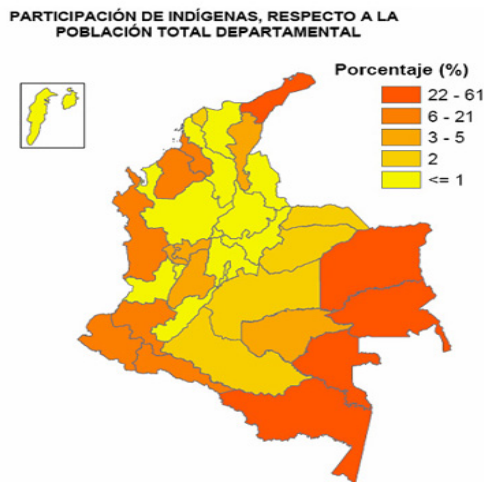 PARTICIPACIÓN DE INDÍGENAS, RESPECTO A LA
POBLACIÓN TOTAL DEPARTAMENTAL
Porcentaje (%)
22 - 61
6 - 21
3 - 5
2
<= 1